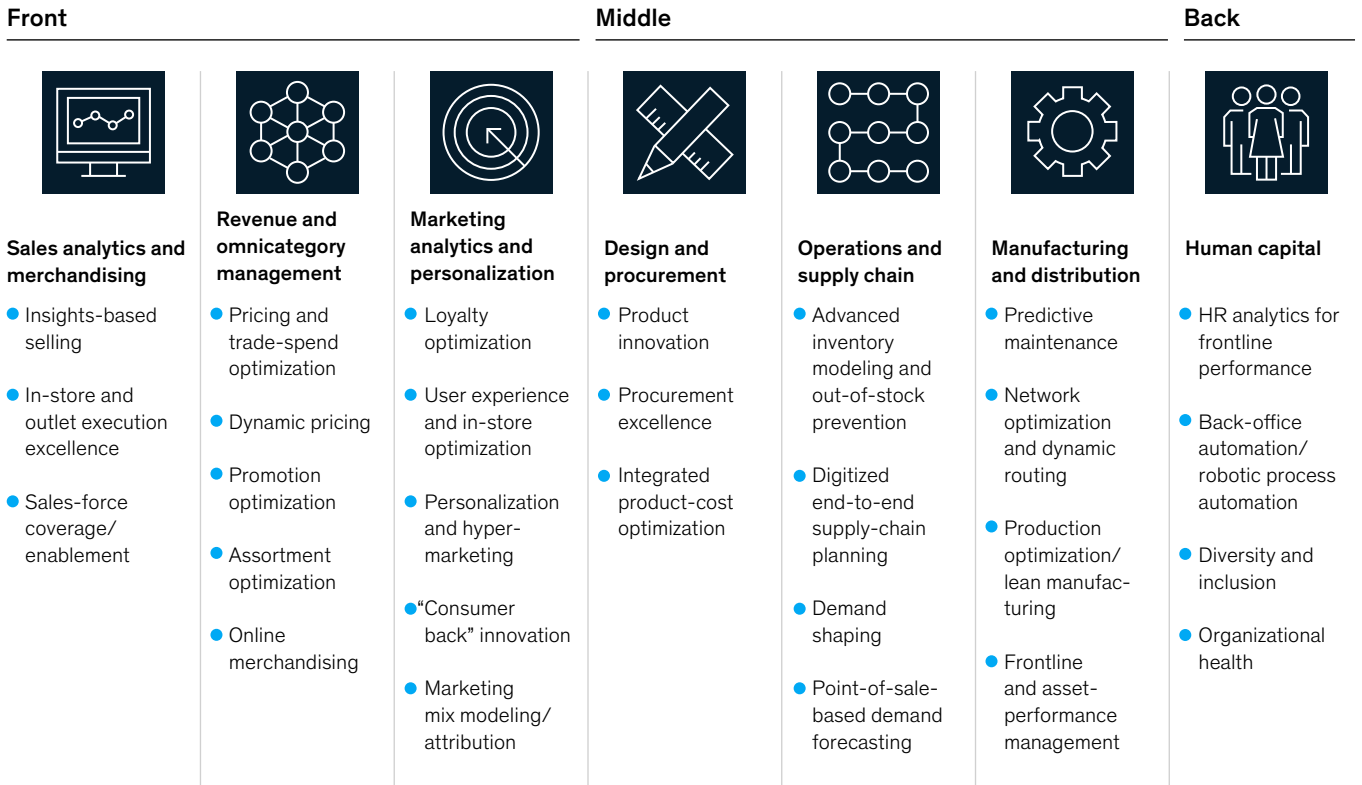 Front
Middle
Back
Sales analytics and
merchandising
Insights-based
selling
In-store and
outlet execution
excellence
Sales-force
coverage/
enablement
Revenue and
omnicategory
management
Pricing and
trade-spend
optimization
Dynamic pricing
Promotion
optimization
Assortment
optimization
Online
merchandising
Marketing
analytics and
personalization
Loyalty
optimization
User experience
and in-store
optimization
Personalization
and hyper-
marketing
“Consumer
back” innovation
Marketing
mix modeling/
attribution
Design and
procurement
Product
innovation
Procurement
excellence
Integrated
product-cost
optimization
Operations and
supply chain
Advanced
inventory
modeling and
out-of-stock
prevention
Digitized
end-to-end
supply-chain
planning
Demand
shaping
Point-of-sale-
based demand
forecasting
Manufacturing
and distribution
Predictive
maintenance
Network
optimization
and dynamic
routing
Production
optimization/
lean manufac-
turing
Frontline
and asset-
performance
management
Human capital
HR analytics for
frontline
performance
Back-office
automation/
robotic process
automation
Diversity and
inclusion
Organizational
health